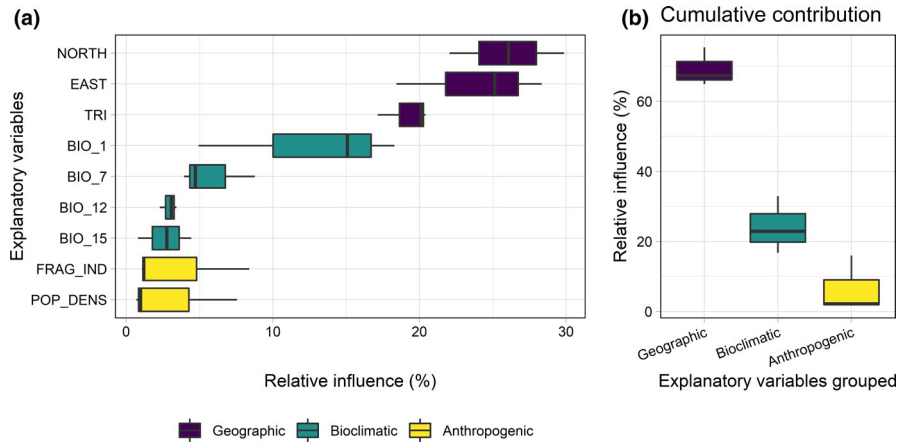 (a)
Explanatory variables
NORTH
EAST
TRI
BIO_1
BIO_7
BIO_12
BIO_15
FRAG_IND
POP_DENS
0 10 20 30
Relative influence (%)
(b) Cumulative contribution
Relative influence (%)
60
40
20
0
Geographic Bioclimatic Anthropogenic
Explanatory variables grouped
Geographic Bioclimatic Anthropogenic